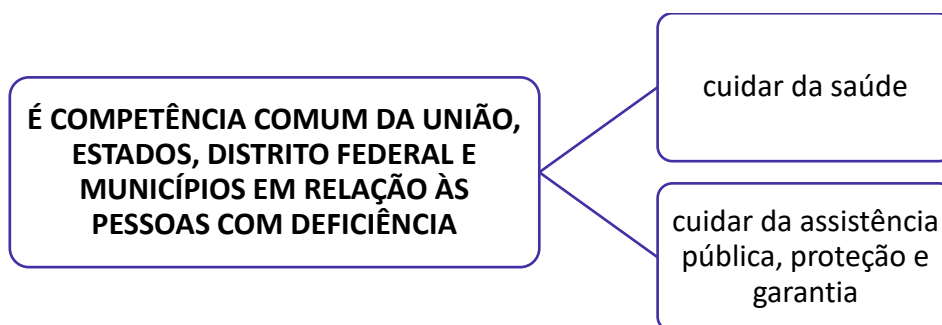 É COMPETÊNCIA COMUM DA UNIÃO,
ESTADOS, DISTRITO FEDERAL E
MUNICÍPIOS EM RELAÇÃO ÀS
PESSOAS COM DEFICIÊNCIA
cuidar da saúde
cuidar da assistência
pública, proteção e
garantia